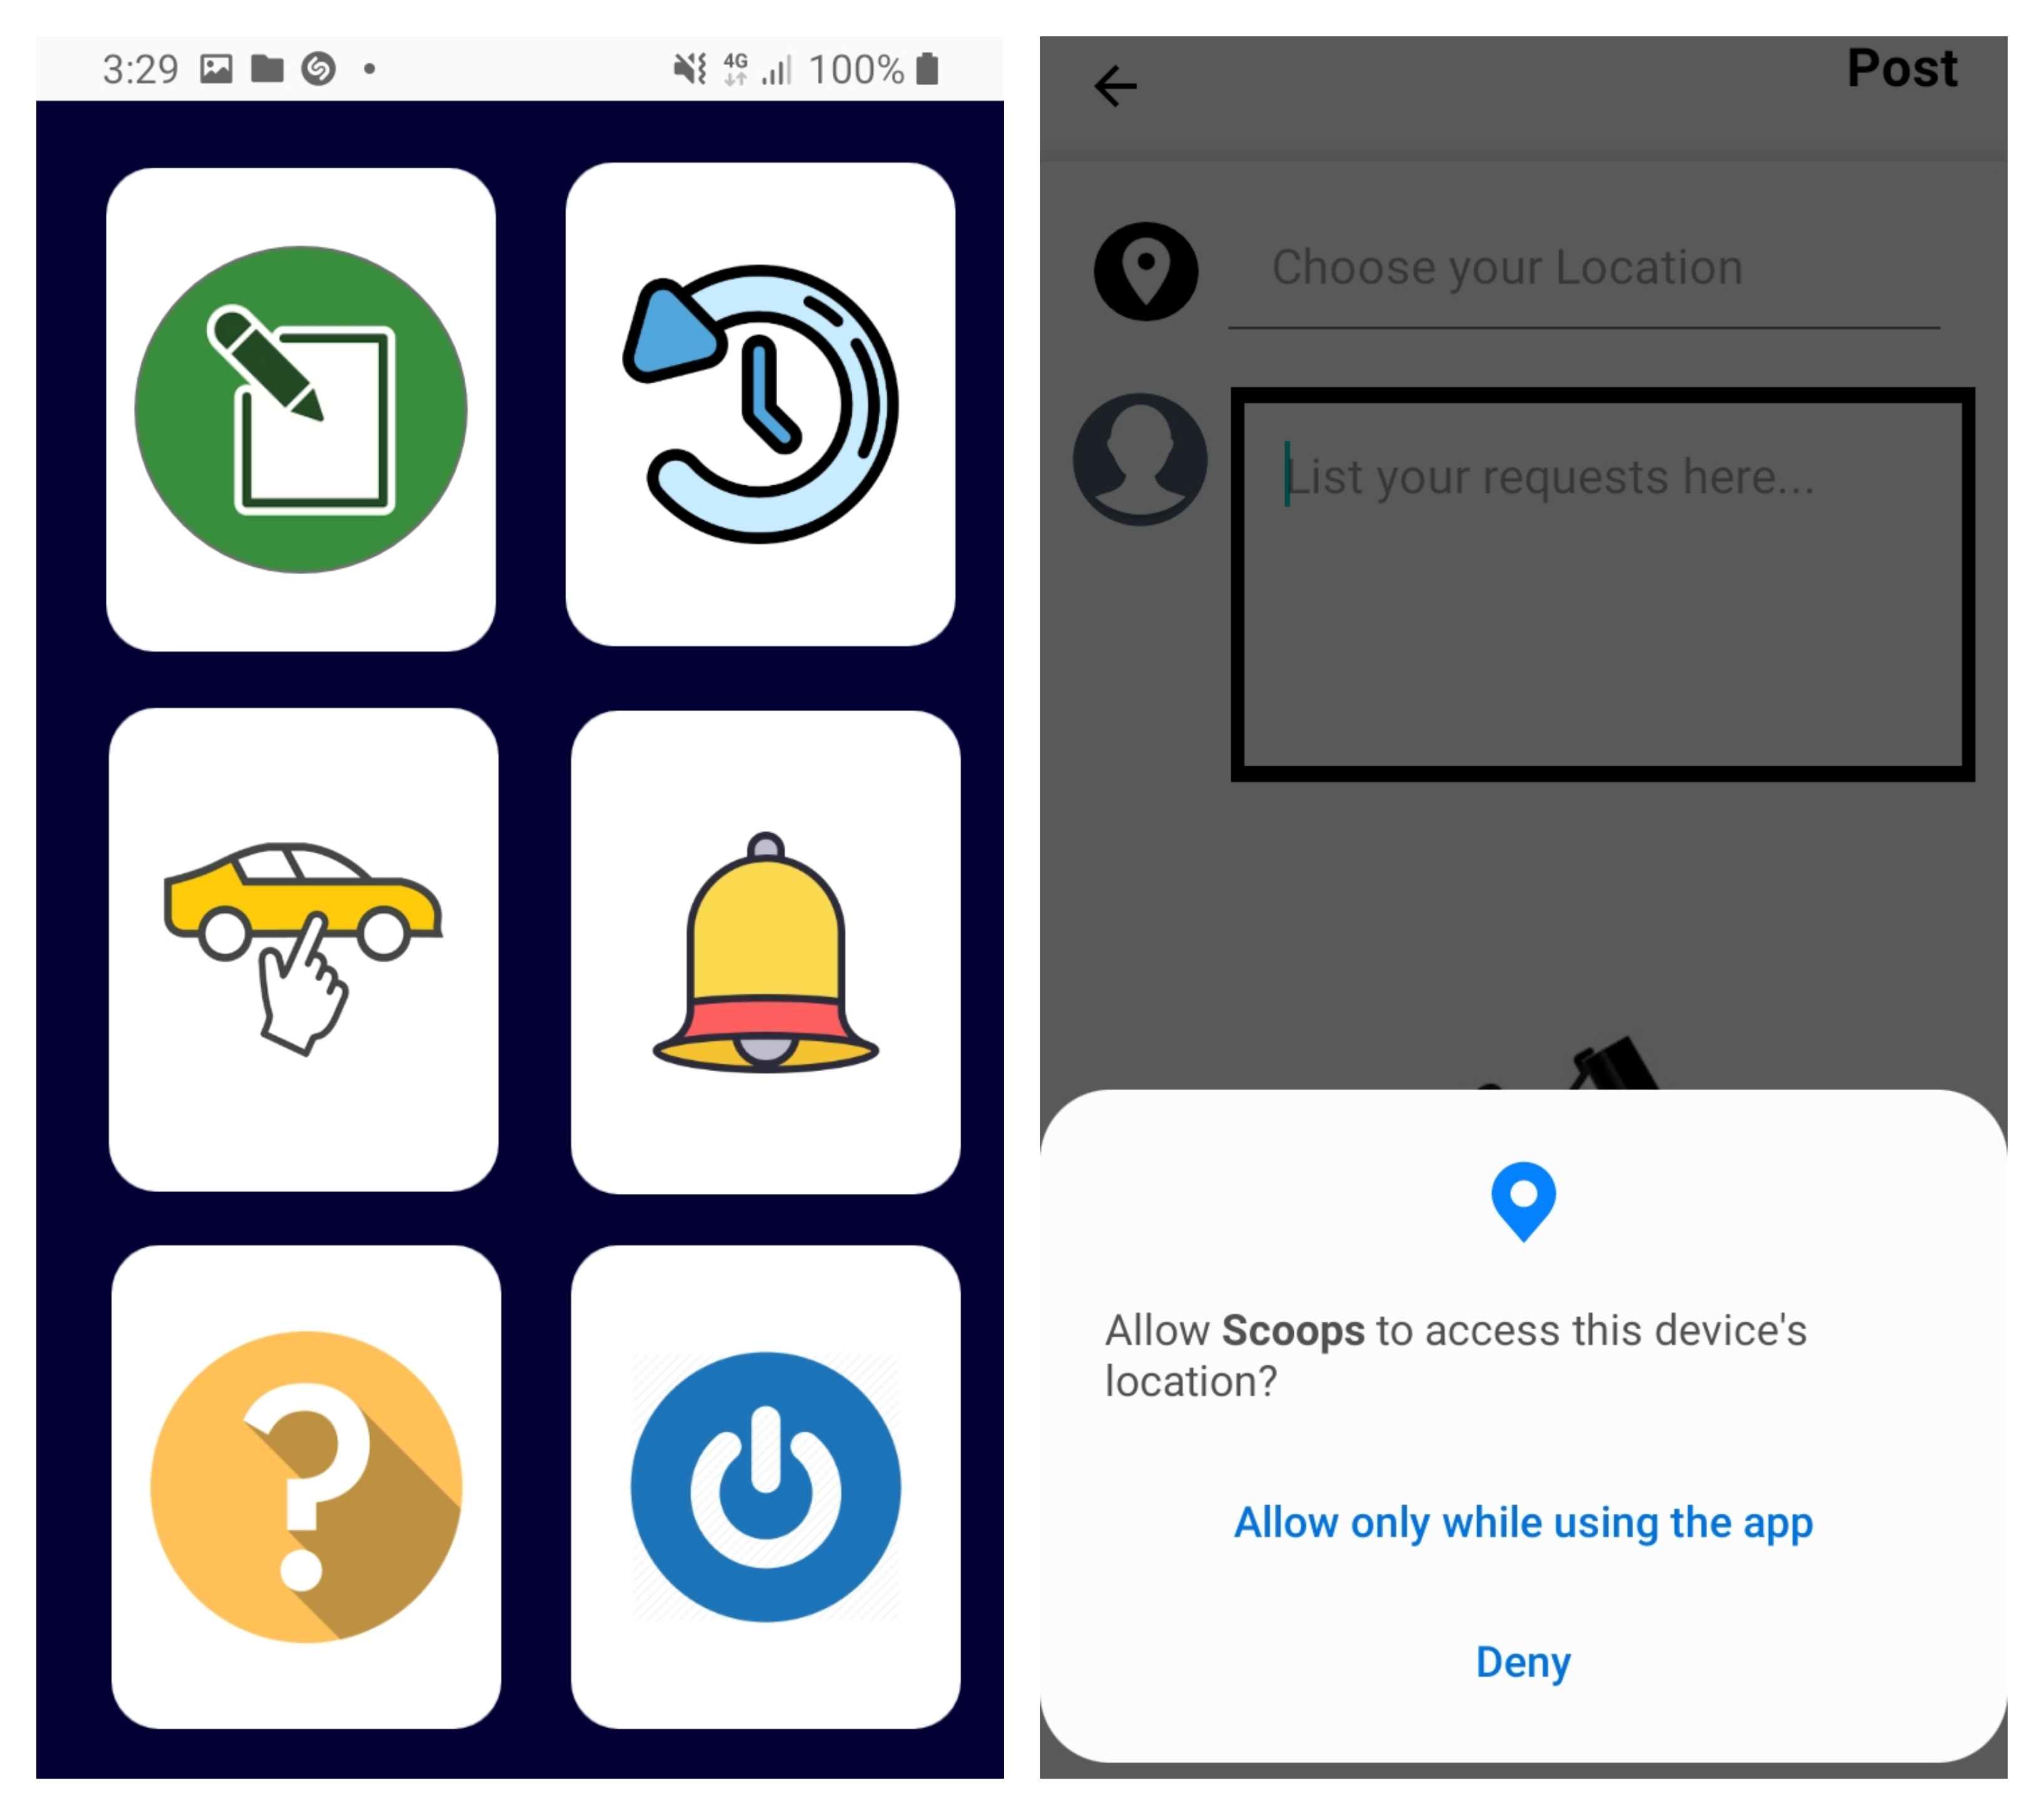 3:29
4G
100%
Post
Choose your Location
List your requests here...
Allow Scoops to access this device's
location?
Allow only while using the app
Deny